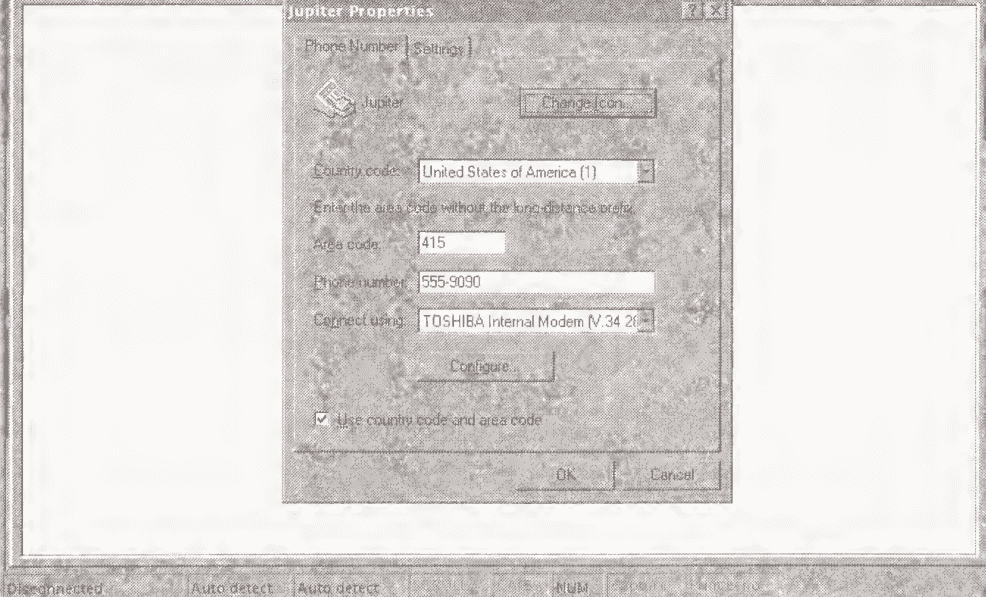 Jupiter Properties
Phone Number Settings
Jupiter
Change Icon...
Country code: United States of America (1)
Enter the area code without the long-distance prefix.
Area code: 415
Phone number: 555-9090
Connect using: TOSHIBA Internal Modem (V.34 28
Configure...
Use country code and area code
OK Cancel
Disconnected Auto detect Auto detect NUM